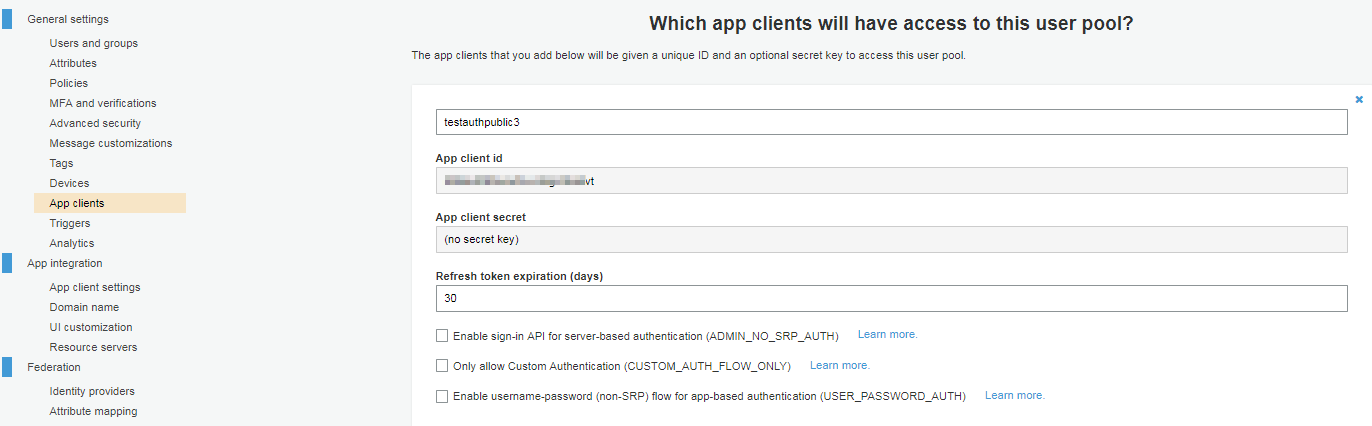 General settings
Users and groups
Attributes
Policies
MFA and verifications
Advanced security
Message customizations
Tags
Devices
App clients
Triggers
Analytics
App integration
App client settings
Domain name
UI customization
Resource servers
Federation
Identity providers
Attribute mapping
Which app clients will have access to this user pool?
The app clients that you add below will be given a unique ID and an optional secret key to access this user pool.
testauthpublic3
App client id
vt
App client secret
(no secret key)
Refresh token expiration (days)
30
Enable sign-in API for server-based authentication (ADMIN_NO_SRP_AUTH) Learn more.
Only allow Custom Authentication (CUSTOM_AUTH_FLOW_ONLY) Learn more.
Enable username-password (non-SRP) flow for app-based authentication (USER_PASSWORD_AUTH) Learn more.